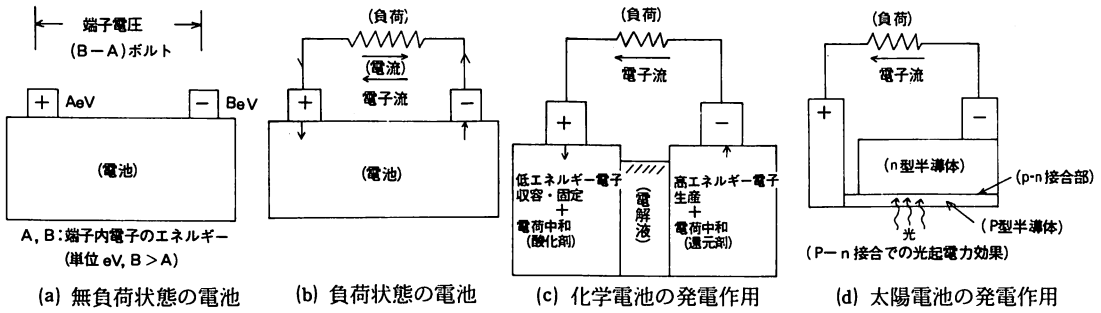 端子電圧
(B－A)ボルト
＋
AeV
－
BeV
(電池)
A, B：端子内電子のエネルギー
(単位 eV, B＞A)
(a) 無負荷状態の電池
(負荷)
(電流)
電子流
＋
－
(電池)
(b) 負荷状態の電池
(負荷)
電子流
＋
－
低エネルギー電子
収容・固定
＋
電荷中和
(酸化剤)
(電解液)
高エネルギー電子
生産
＋
電荷中和
(還元剤)
(c) 化学電池の発電作用
(負荷)
電子流
＋
－
(n型半導体)
(p-n接合部)
(P型半導体)
光
(P－n接合での光起電力効果)
(d) 太陽電池の発電作用